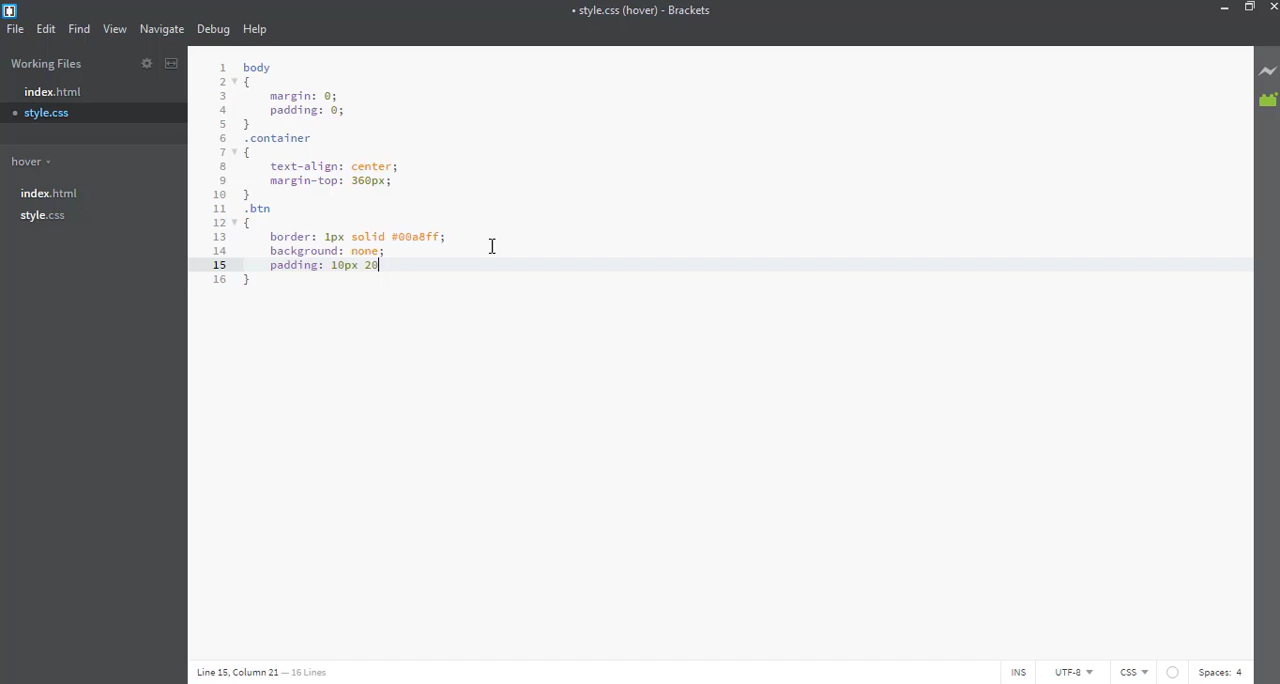 • style.css (hover) - Brackets
File Edit Find View Navigate Debug Help
Working Files
index.html
• style.css
hover
index.html
style.css
1 body
2 {
3 margin: 0;
4 padding: 0;
5 }
6 .container
7 {
8 text-align: center;
9 margin-top: 360px;
10 }
11 .btn
12 {
13 border: 1px solid #00a8ff;
14 background: none;
15 padding: 10px 20
16 }
Line 15, Column 21 — 16 Lines
INS UTF-8 CSS Spaces: 4